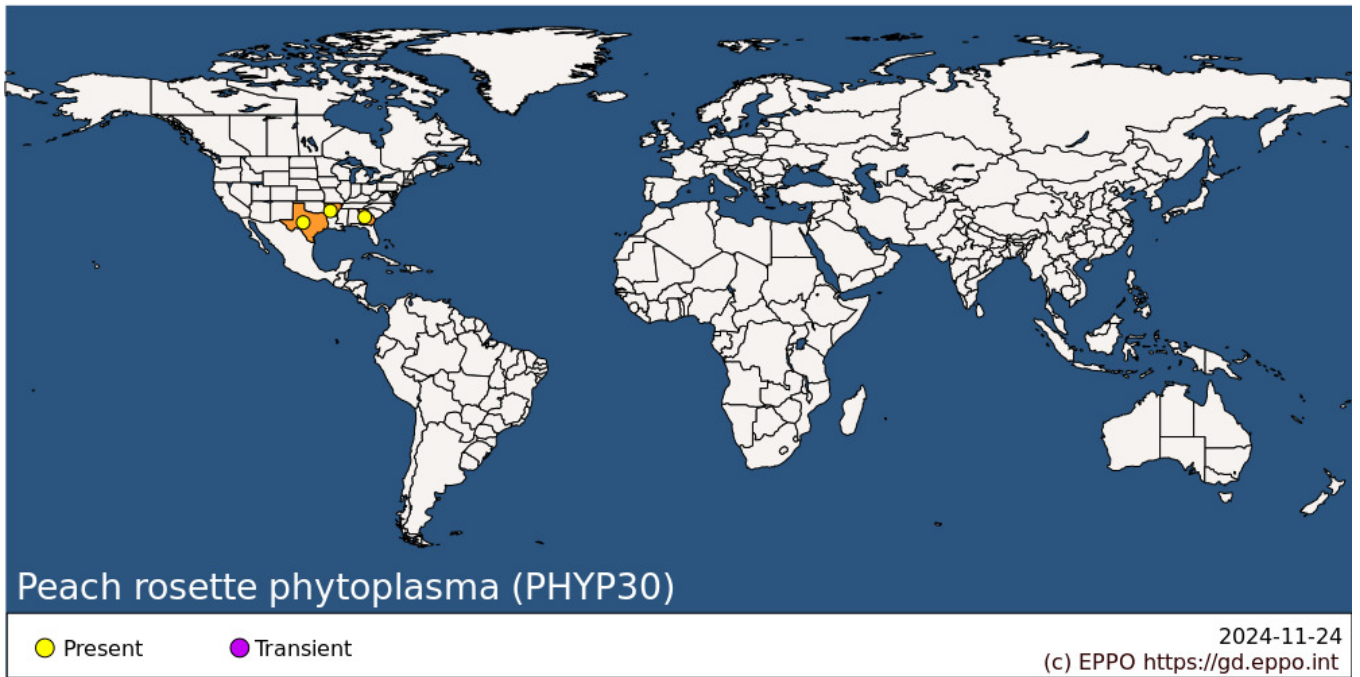 Peach rosette phytoplasma (PHYP30)
Present
Transient
2024-11-24
(c) EPPO https://gd.eppo.int